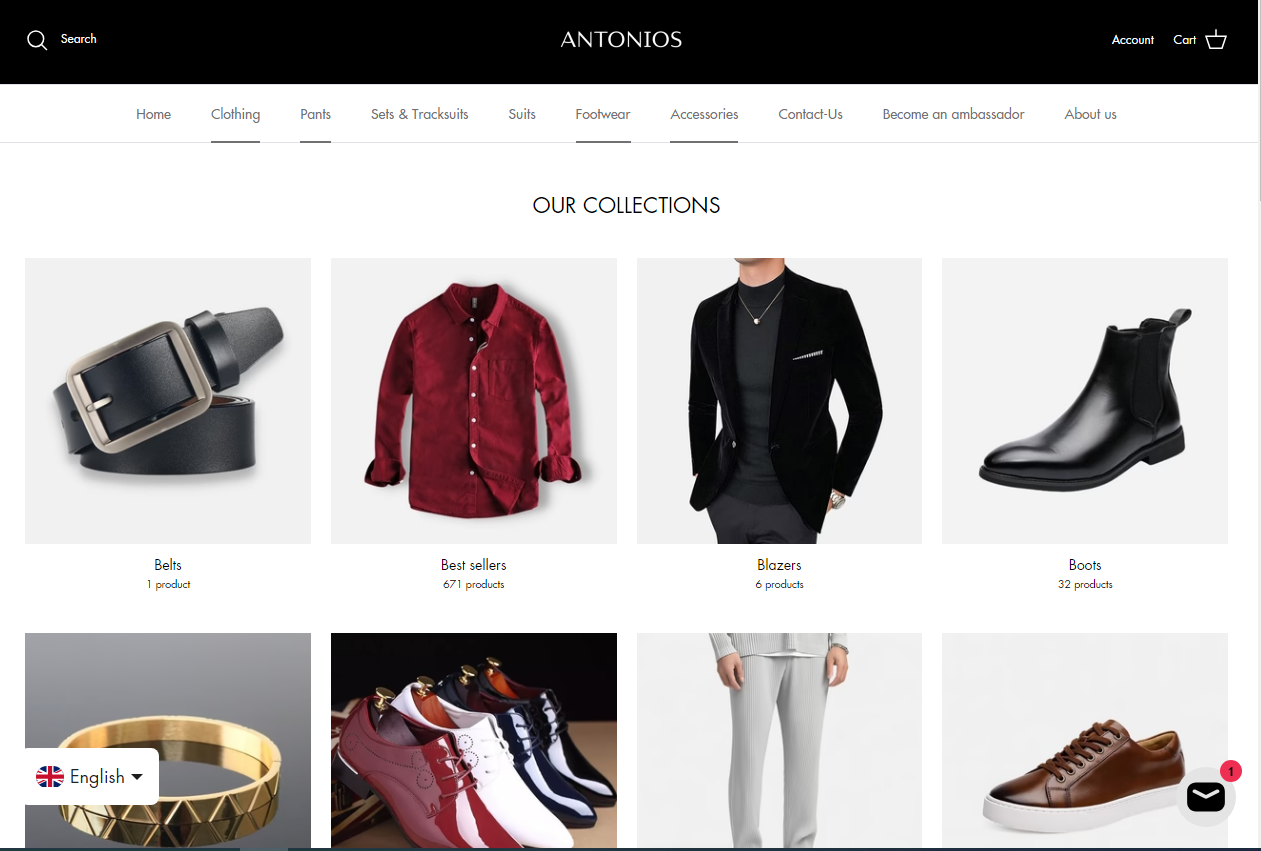 Search
ANTONIOS
Account Cart
Home Clothing Pants Sets & Tracksuits Suits Footwear Accessories Contact-Us Become an ambassador About us
OUR COLLECTIONS
Belts Best sellers Blazers Boots
1 product 671 products 6 products 32 products
English
1